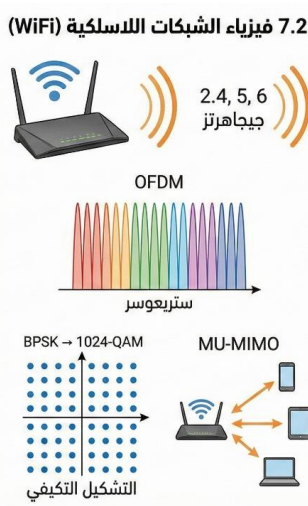 7.2 فيزياء الشبكات اللاسلكية (WiFi)
2.4, 5, 6
جيجاهرتز
OFDM
ستريعوسر
BPSK → 1024-QAM
MU-MIMO
التشكيل التكيفي